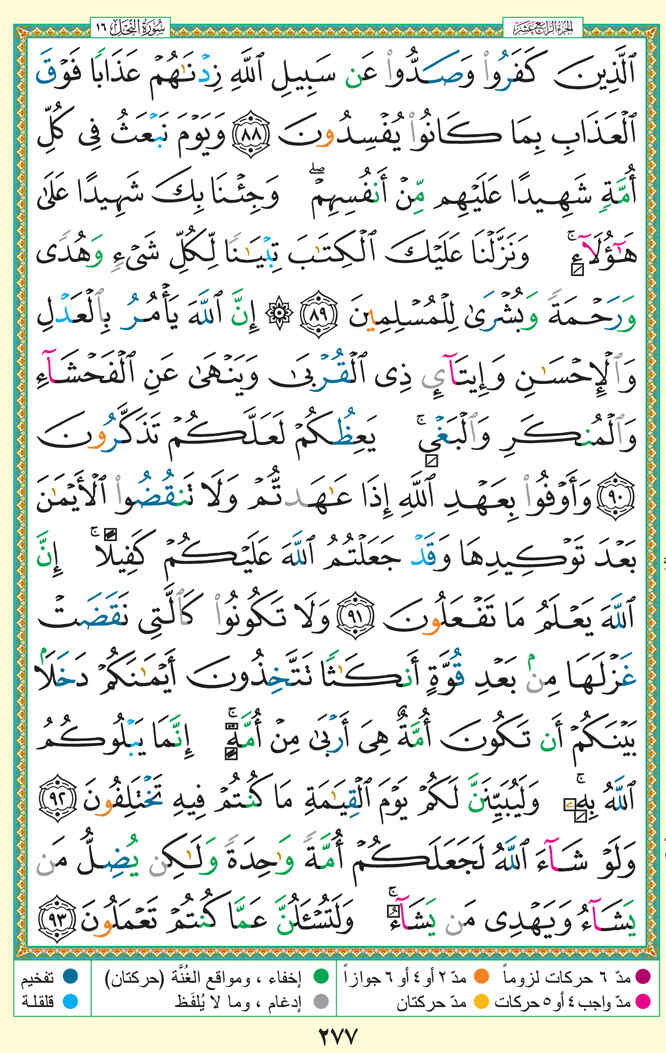 سُورَةُ النَّحْلِ ١٦
الجزء الرابع عشر
ٱلَّذِينَ كَفَرُوا۟ وَصَدُّوا۟ عَن سَبِيلِ ٱللَّهِ زِدْنَٰهُمْ عَذَابًا فَوْقَ
ٱلْعَذَابِ بِمَا كَانُوا۟ يُفْسِدُونَ ﴿٨٨﴾ وَيَوْمَ نَبْعَثُ فِى كُلِّ
أُمَّةٍ شَهِيدًا عَلَيْهِم مِّنْ أَنفُسِهِمْ ۖ وَجِئْنَا بِكَ شَهِيدًا عَلَىٰ
هَٰٓؤُلَآءِ ۚ وَنَزَّلْنَا عَلَيْكَ ٱلْكِتَٰبَ تِبْيَٰنًا لِّكُلِّ شَىْءٍ وَهُدًى
وَرَحْمَةً وَبُشْرَىٰ لِلْمُسْلِمِينَ ﴿٨٩﴾ ۞ إِنَّ ٱللَّهَ يَأْمُرُ بِٱلْعَدْلِ
وَٱلْإِحْسَٰنِ وَإِيتَآئِ ذِى ٱلْقُرْبَىٰ وَيَنْهَىٰ عَنِ ٱلْفَحْشَآءِ
وَٱلْمُنكَرِ وَٱلْبَغْىِ ۚ يَعِظُكُمْ لَعَلَّكُمْ تَذَكَّرُونَ
﴿٩٠﴾ وَأَوْفُوا۟ بِعَهْدِ ٱللَّهِ إِذَا عَٰهَدتُّمْ وَلَا تَنقُضُوا۟ ٱلْأَيْمَٰنَ
بَعْدَ تَوْكِيدِهَا وَقَدْ جَعَلْتُمُ ٱللَّهَ عَلَيْكُمْ كَفِيلًا ۚ إِنَّ
ٱللَّهَ يَعْلَمُ مَا تَفْعَلُونَ ﴿٩١﴾ وَلَا تَكُونُوا۟ كَٱلَّتِى نَقَضَتْ
غَزْلَهَا مِنۢ بَعْدِ قُوَّةٍ أَنكَٰثًا تَتَّخِذُونَ أَيْمَٰنَكُمْ دَخَلًۢا
بَيْنَكُمْ أَن تَكُونَ أُمَّةٌ هِىَ أَرْبَىٰ مِنْ أُمَّةٍ ۚ إِنَّمَا يَبْلُوكُمُ
ٱللَّهُ بِهِۦ ۚ وَلَيُبَيِّنَنَّ لَكُمْ يَوْمَ ٱلْقِيَٰمَةِ مَا كُنتُمْ فِيهِ تَخْتَلِفُونَ ﴿٩٢﴾
وَلَوْ شَآءَ ٱللَّهُ لَجَعَلَكُمْ أُمَّةً وَٰحِدَةً وَلَٰكِن يُضِلُّ مَن
يَشَآءُ وَيَهْدِى مَن يَشَآءُ ۚ وَلَتُسْـَٔلُنَّ عَمَّا كُنتُمْ تَعْمَلُونَ ﴿٩٣﴾
مدّ ٦ حركات لزوماً مدّ ٢ أو ٤ أو ٦ جوازاً إخفاء ، ومواقع الغُنَّة (حركتان) تفخيم
مدّ واجب ٤ أو ٥ حركات مدّ حركتان إدغام ، وما لا يُلفَظ قلقلة
٢٧٧